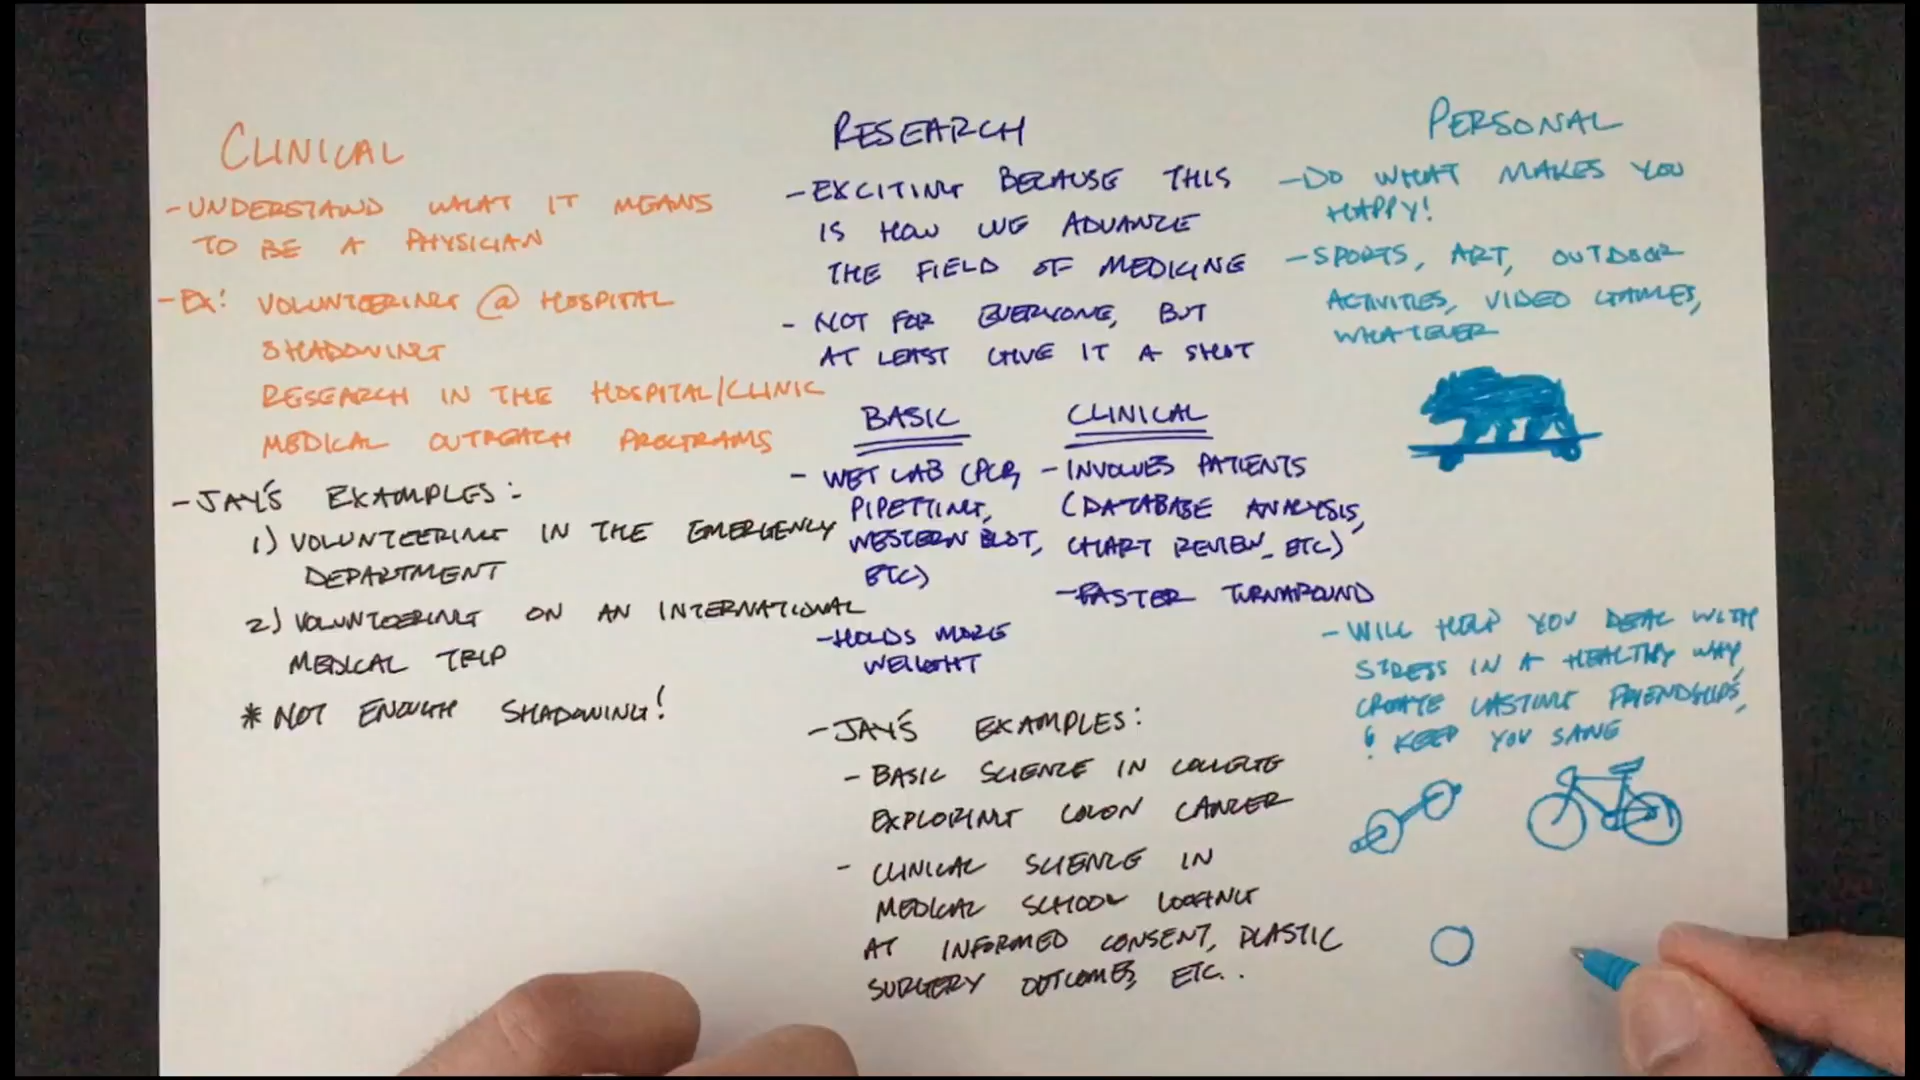 CLINICAL
- UNDERSTAND WHAT IT MEANS
TO BE A PHYSICIAN
- EX: VOLUNTEERING @ HOSPITAL
SHADOWING
RESEARCH IN THE HOSPITAL/CLINIC
MEDICAL OUTREACH PROGRAMS
- JAY'S EXAMPLES:
1) VOLUNTEERING IN THE EMERGENCY
DEPARTMENT
2) VOLUNTEERING ON AN INTERNATIONAL
MEDICAL TRIP
* NOT ENOUGH SHADOWING!
RESEARCH
- EXCITING BECAUSE THIS
IS HOW WE ADVANCE
THE FIELD OF MEDICINE
- NOT FOR EVERYONE, BUT
AT LEAST GIVE IT A SHOT
BASIC
- WET LAB (PCR,
PIPETTING,
WESTERN BLOT,
ETC)
- HOLDS MORE
WEIGHT
CLINICAL
- INVOLVES PATIENTS
(DATABASE ANALYSIS,
CHART REVIEW, ETC)
- FASTER TURNAROUND
- JAY'S EXAMPLES:
- BASIC SCIENCE IN COLLEGE
EXPLORING COLON CANCER
- CLINICAL SCIENCE IN
MEDICAL SCHOOL LOOKING
AT INFORMED CONSENT, PLASTIC
SURGERY OUTCOMES, ETC..
PERSONAL
- DO WHAT MAKES YOU
HAPPY!
- SPORTS, ART, OUTDOOR
ACTIVITIES, VIDEO GAMES,
WHATEVER
- WILL HELP YOU DEAL WITH
STRESS IN A HEALTHY WAY,
CREATE LASTING FRIENDSHIPS,
& KEEP YOU SANE